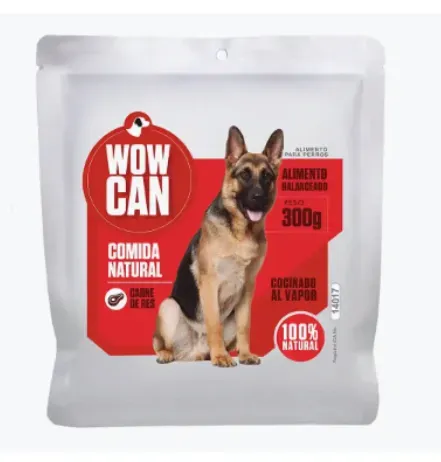 WOW
CAN
COMIDA
NATURAL
CARNE
DE RES
ALIMENTO
PARA PERROS
ALIMENTO
BALANCEADO
PESO
300g
COCINADO
AL VAPOR
100%
NATURAL
14017